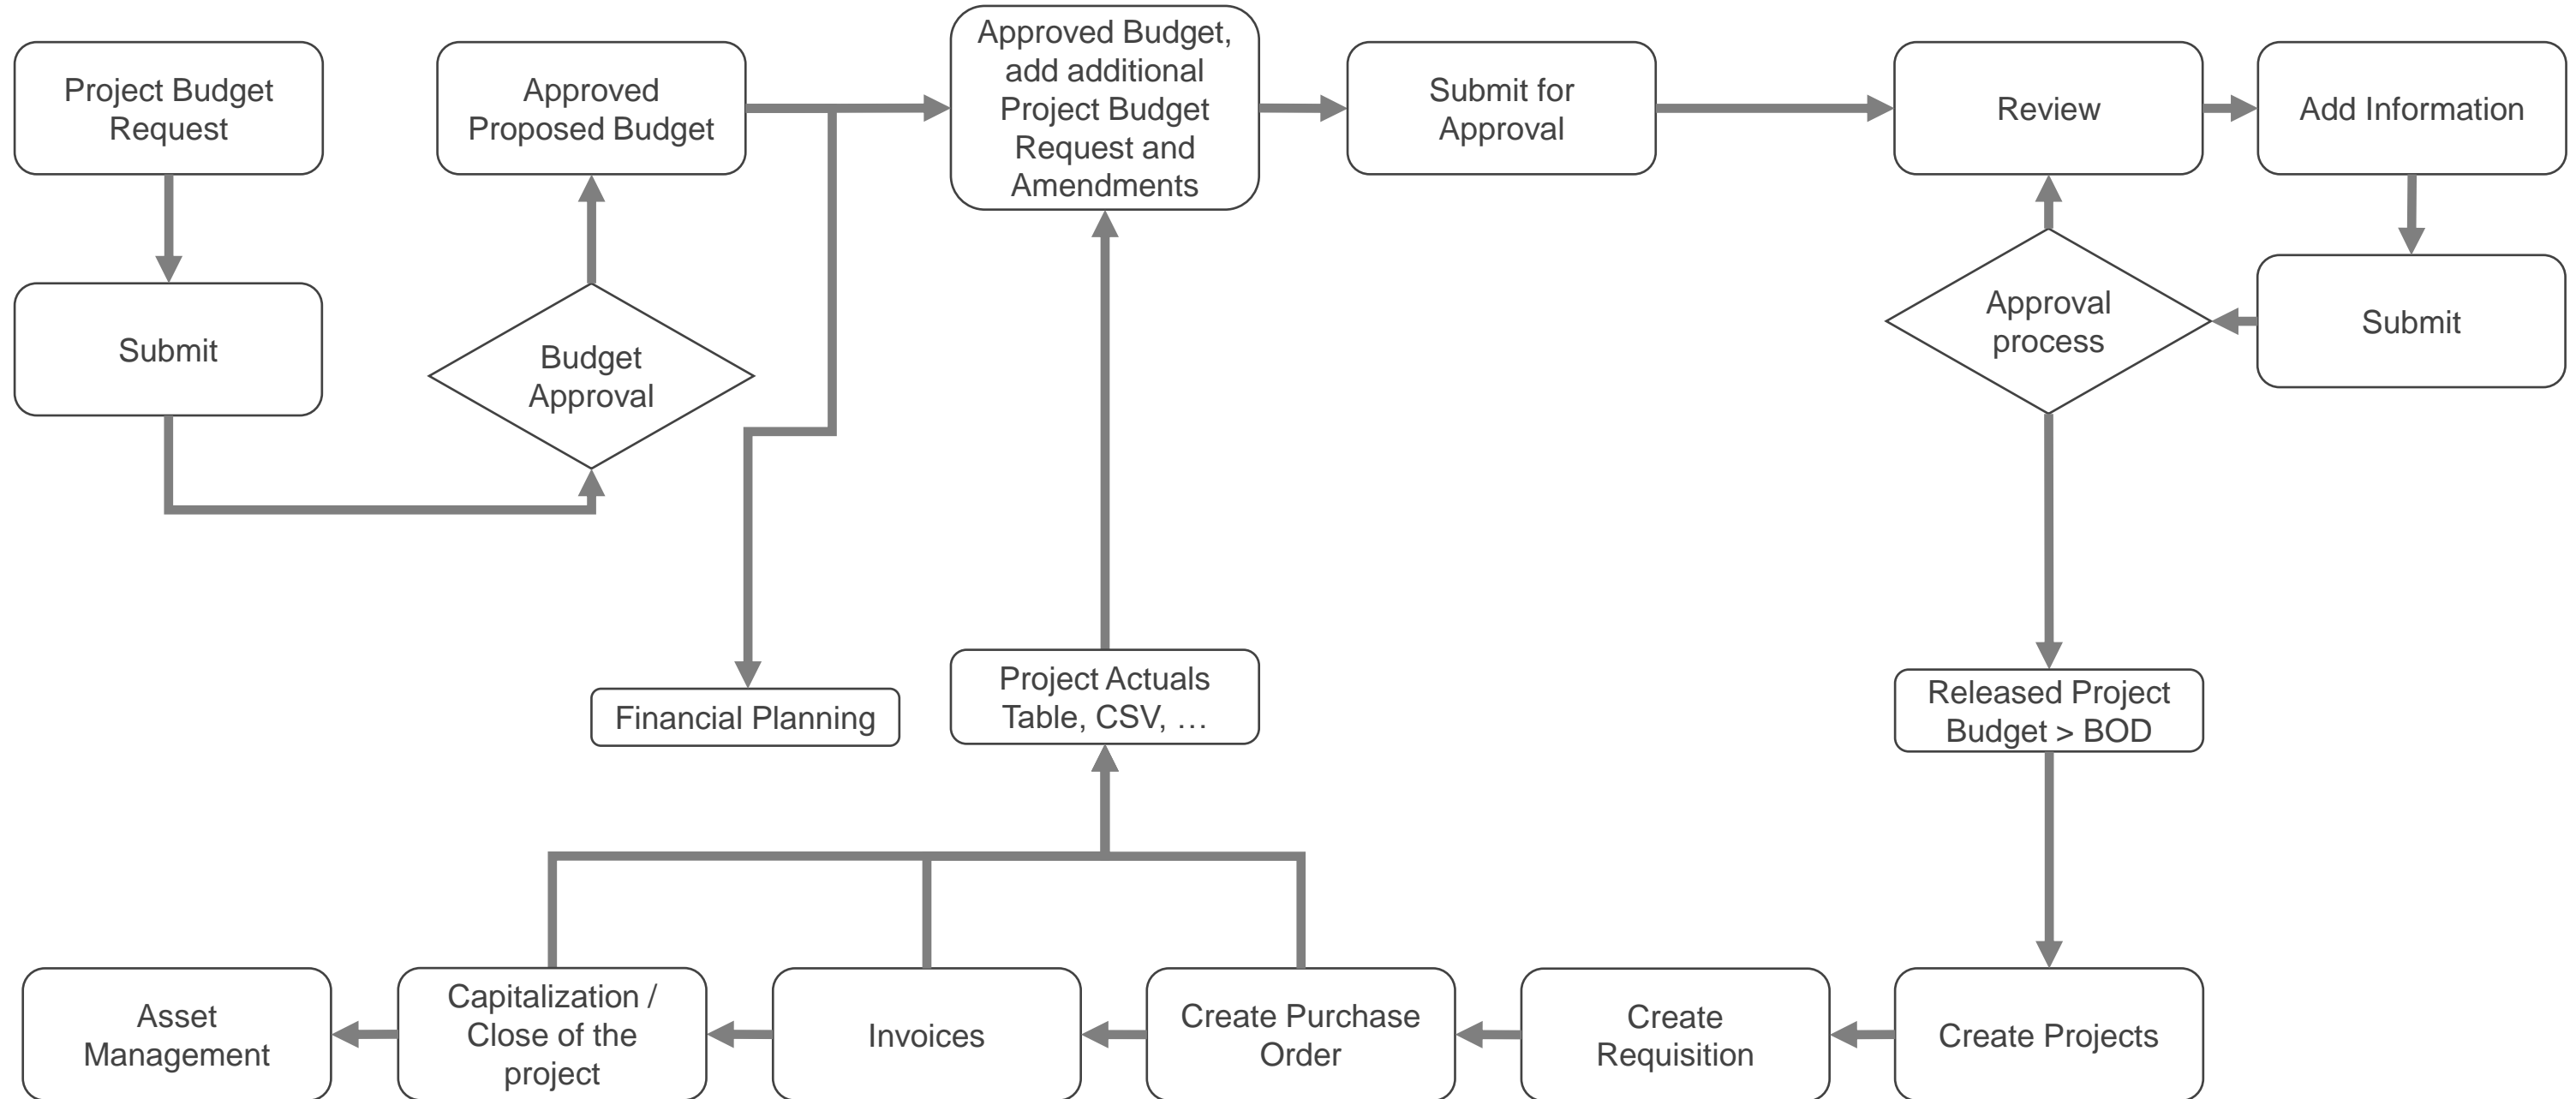 Project Budget
Request
Approved
Proposed Budget
Approved Budget,
add additional
Project Budget
Request and
Amendments
Submit for
Approval
Review
Add Information
Submit
Budget
Approval
Approval
process
Submit
Financial Planning
Project Actuals
Table, CSV, …
Released Project
Budget > BOD
Asset
Management
Capitalization /
Close of the
project
Invoices
Create Purchase
Order
Create
Requisition
Create Projects